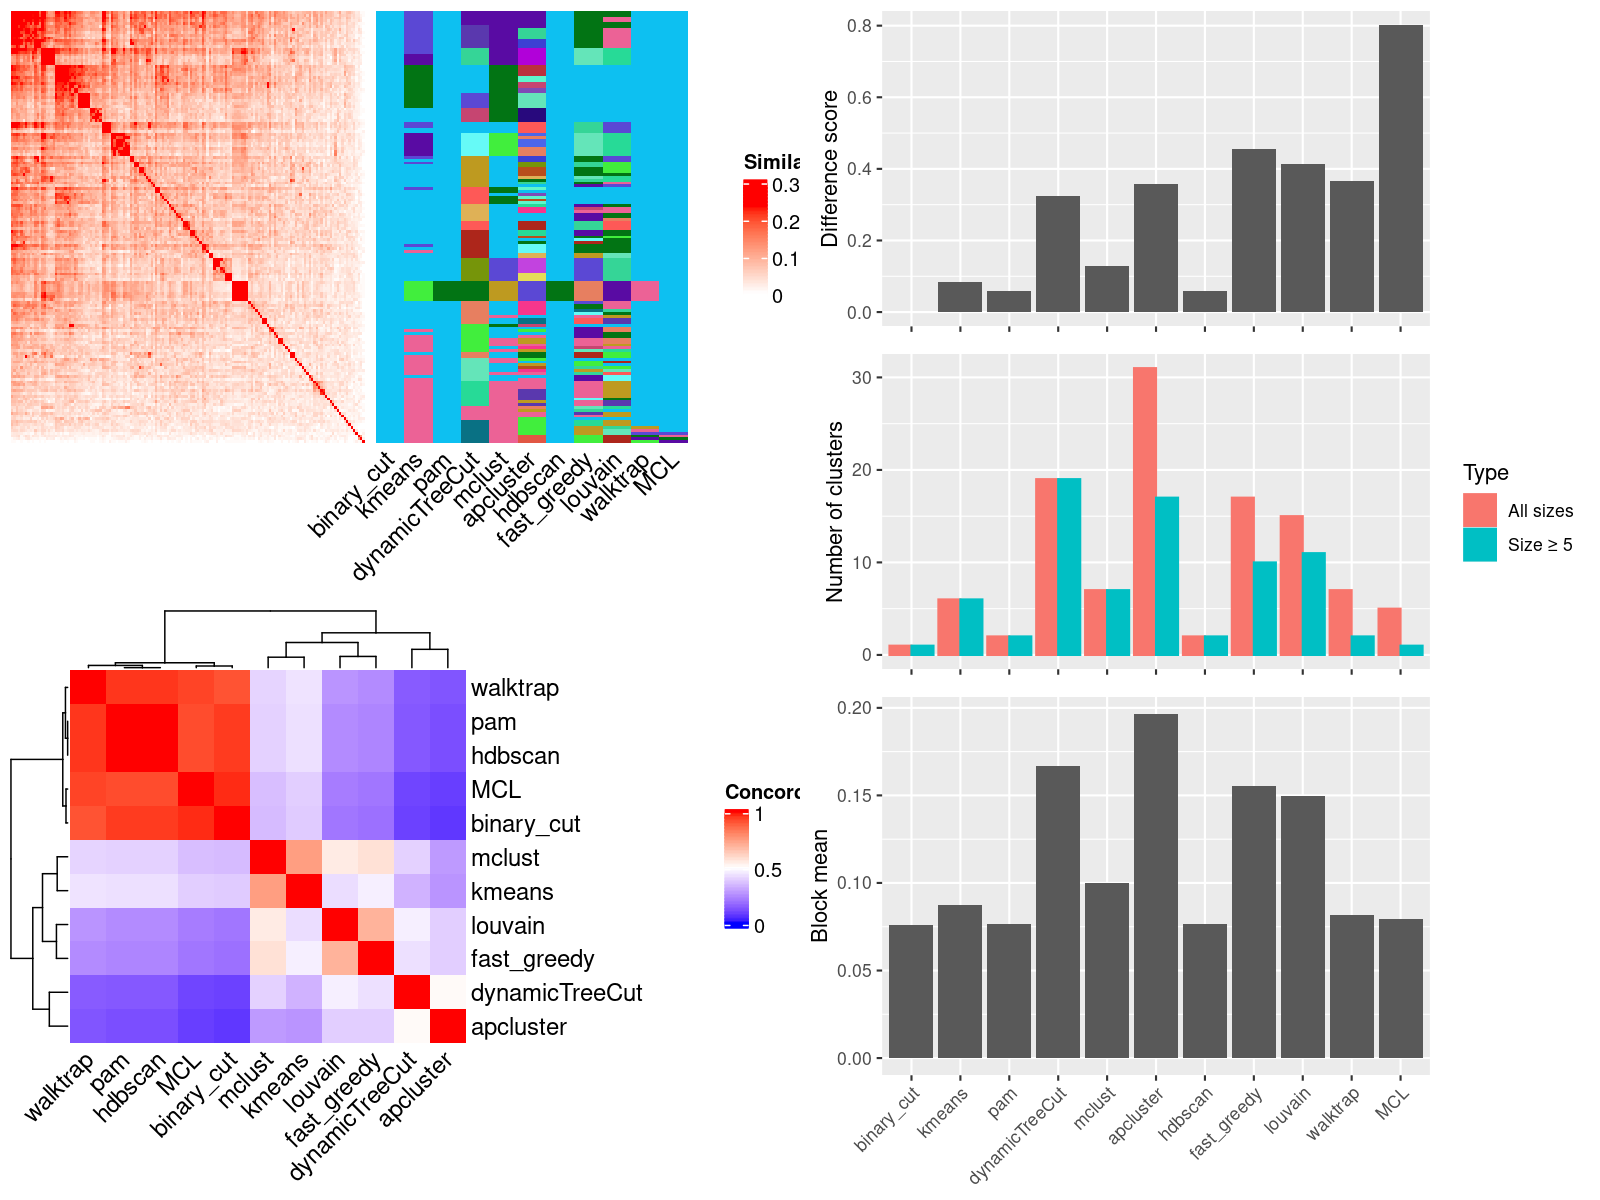 Simila
0.3
0.2
0.1
0
binary_cut
kmeans
pam
dynamicTreeCut
mclust
apcluster
hdbscan
fast_greedy
louvain
walktrap
MCL
walktrap
pam
hdbscan
MCL
binary_cut
mclust
kmeans
louvain
fast_greedy
dynamicTreeCut
apcluster
walktrap
pam
hdbscan
MCL
binary_cut
mclust
kmeans
louvain
fast_greedy
dynamicTreeCut
apcluster
Concord
1
0.5
0
Difference score
0.8
0.6
0.4
0.2
0.0
Number of clusters
30
20
10
0
Type
All sizes
Size ≥ 5
Block mean
0.20
0.15
0.10
0.05
0.00
binary_cut
kmeans
pam
dynamicTreeCut
mclust
apcluster
hdbscan
fast_greedy
louvain
walktrap
MCL